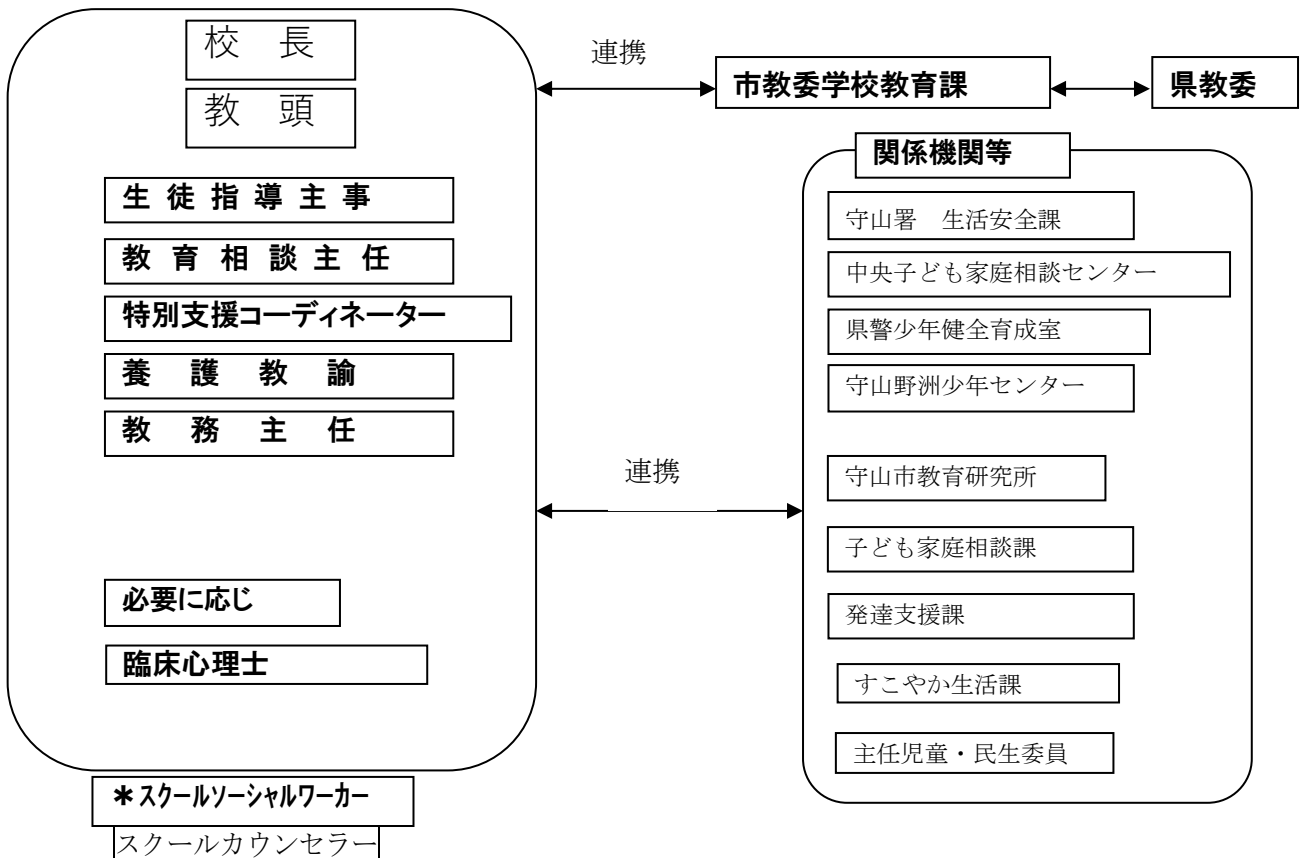 校　長
教　頭
生 徒 指 導 主 事
教 育 相 談 主 任
特別支援コーディネーター
養　護　教　諭
教　務　主　任
必要に応じ
臨床心理士
＊スクールソーシャルワーカー
スクールカウンセラー
連携
市教委学校教育課
県教委
連携
関係機関等
守山署　生活安全課
中央子ども家庭相談センター
県警少年健全育成室
守山野洲少年センター
守山市教育研究所
子ども家庭相談課
発達支援課
すこやか生活課
主任児童・民生委員